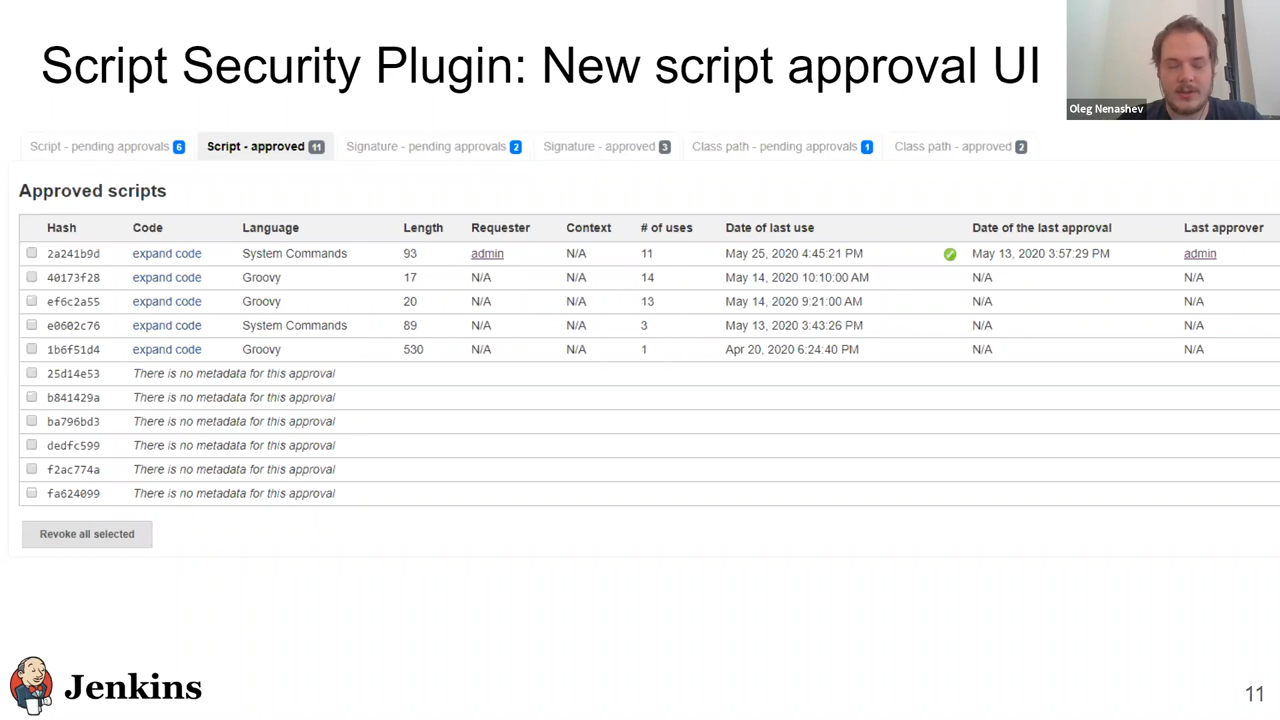 Script Security Plugin: New script approval UI
Oleg Nenashev
Script - pending approvals 6 Script - approved 11 Signature - pending approvals 2 Signature - approved 3 Class path - pending approvals 1 Class path - approved 2
Approved scripts
Hash Code Language Length Requester Context # of uses Date of last use Date of the last approval Last approver
2a241b9d expand code System Commands 93 admin N/A 11 May 25, 2020 4:45:21 PM May 13, 2020 3:57:29 PM admin
40173f28 expand code Groovy 17 N/A N/A 14 May 14, 2020 10:10:00 AM N/A N/A
ef6c2a55 expand code Groovy 20 N/A N/A 13 May 14, 2020 9:21:00 AM N/A N/A
e0602c76 expand code System Commands 89 N/A N/A 3 May 13, 2020 3:43:26 PM N/A N/A
1b6f51d4 expand code Groovy 530 N/A N/A 1 Apr 20, 2020 6:24:40 PM N/A N/A
25d14e53 There is no metadata for this approval
b841429a There is no metadata for this approval
ba796bd3 There is no metadata for this approval
dedfc599 There is no metadata for this approval
f2ac774a There is no metadata for this approval
fa624099 There is no metadata for this approval
Revoke all selected
Jenkins
11